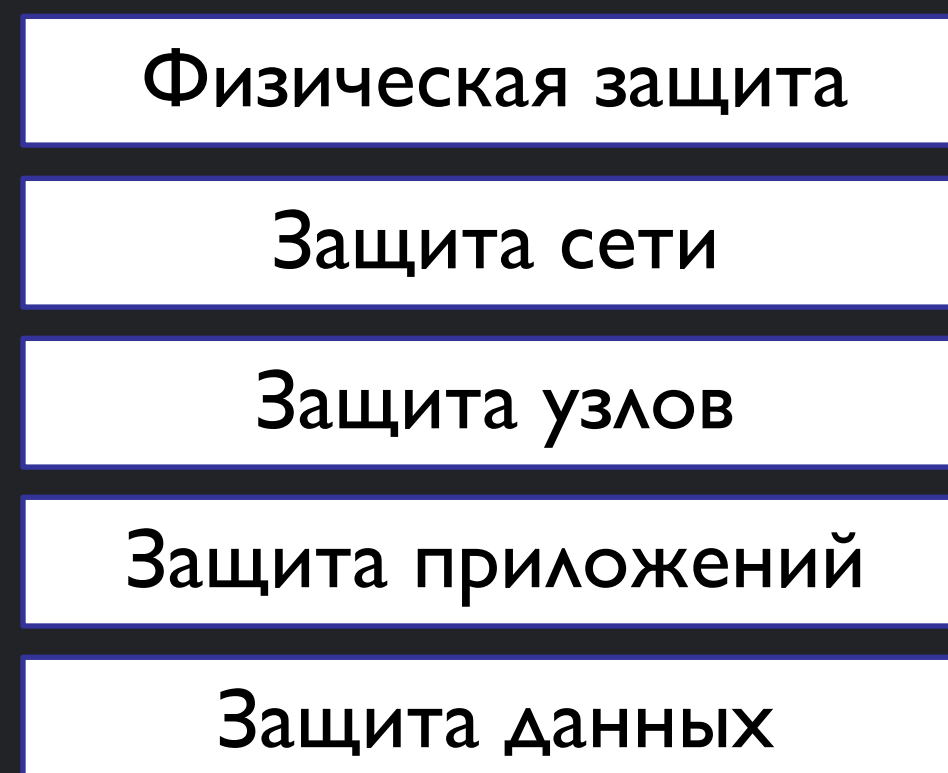 Физическая защита
Защита сети
Защита узлов
Защита приложений
Защита данных